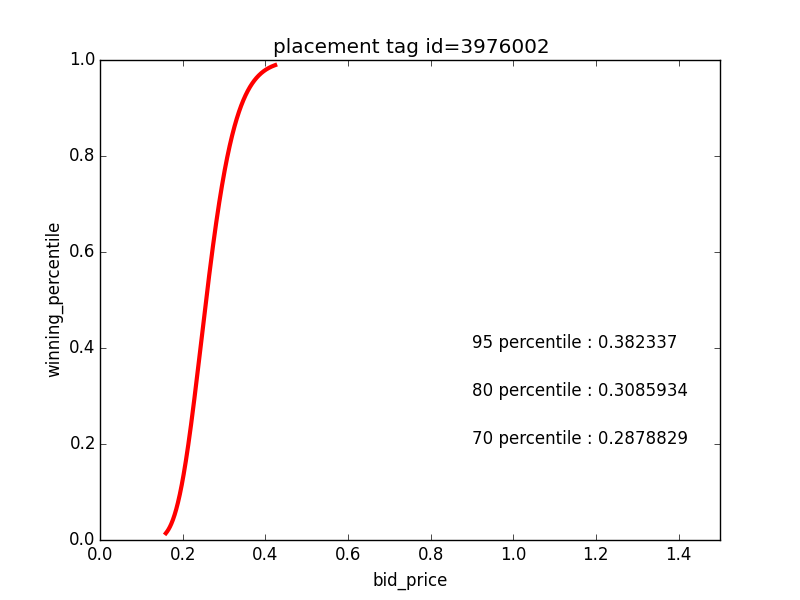 placement tag id=3976002
1.0
0.8
0.6
0.4
0.2
0.0
winning_percentile
95 percentile : 0.382337
80 percentile : 0.3085934
70 percentile : 0.2878829
0.0 0.2 0.4 0.6 0.8 1.0 1.2 1.4
bid_price